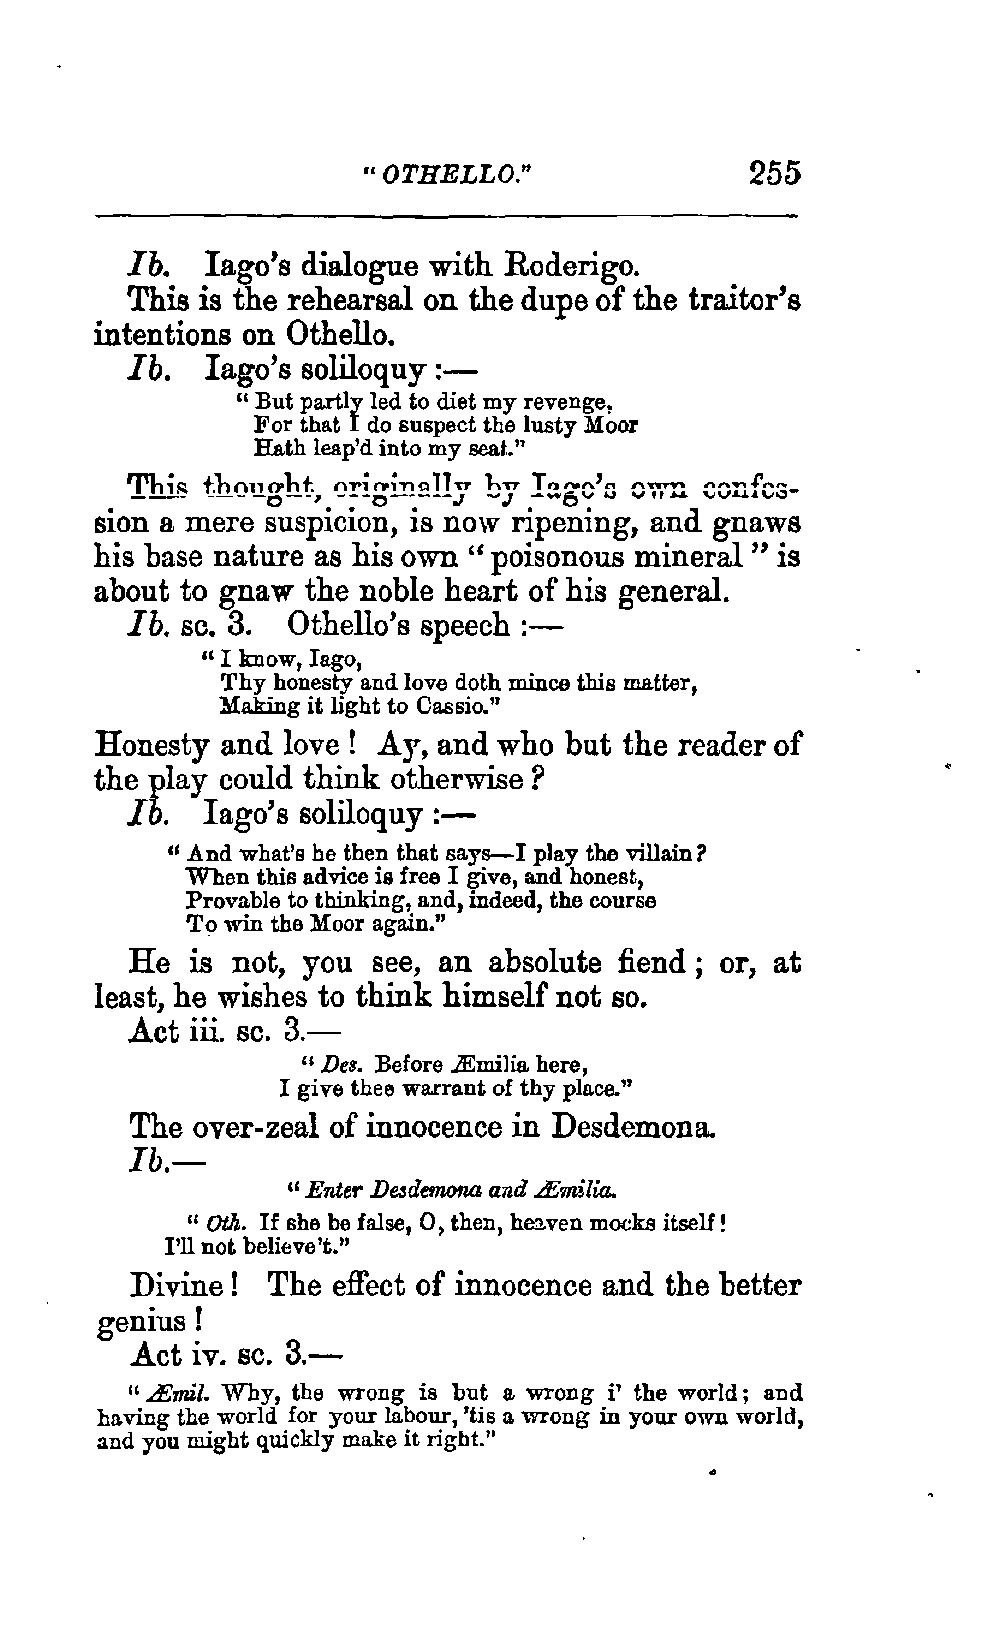 "OTHELLO." 255
Ib. Iago's dialogue with Roderigo.
This is the rehearsal on the dupe of the traitor's
intentions on Othello.
Ib. Iago's soliloquy :—
"But partly led to diet my revenge,
For that I do suspect the lusty Moor
Hath leap'd into my seat."
This thought, originally by Iago's own confes-
sion a mere suspicion, is now ripening, and gnaws
his base nature as his own "poisonous mineral" is
about to gnaw the noble heart of his general.
Ib. sc. 3. Othello's speech :—
"I know, Iago,
Thy honesty and love doth mince this matter,
Making it light to Cassio."
Honesty and love! Ay, and who but the reader of
the play could think otherwise?
Ib. Iago's soliloquy :—
"And what's he then that says—I play the villain?
When this advice is free I give, and honest,
Provable to thinking, and, indeed, the course
To win the Moor again."
He is not, you see, an absolute fiend; or, at
least, he wishes to think himself not so.
Act iii. sc. 3.—
"Des. Before Æmilia here,
I give thee warrant of thy place."
The over-zeal of innocence in Desdemona.
Ib.—
"Enter Desdemona and Æmilia.
"Oth. If she be false, O, then, heaven mocks itself!
I'll not believe't."
Divine! The effect of innocence and the better
genius!
Act iv. sc. 3.—
"Æmil. Why, the wrong is but a wrong i' the world; and
having the world for your labour, 'tis a wrong in your own world,
and you might quickly make it right."